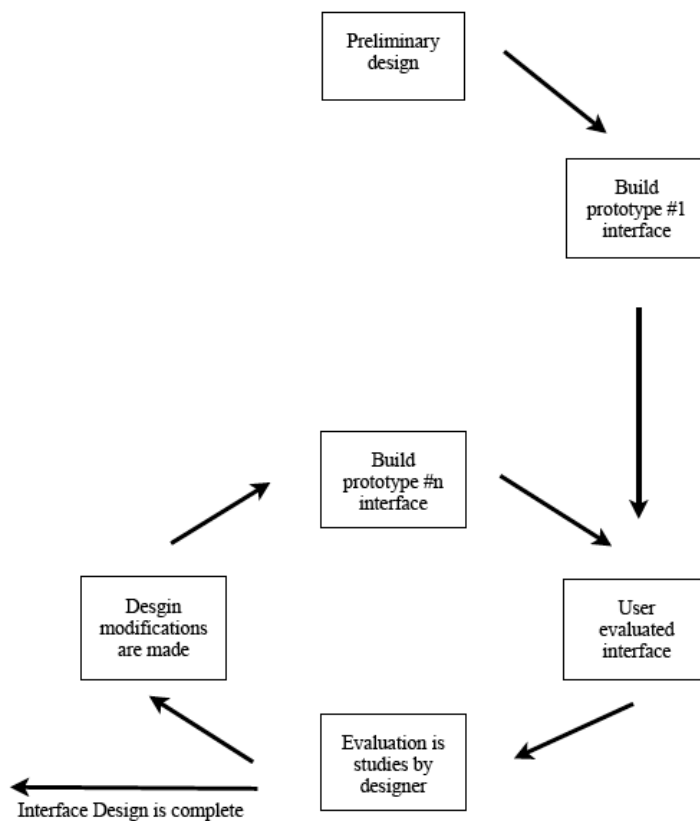 Preliminary
design
Build
prototype #1
interface
Build
prototype #n
interface
Desgin
modifications
are made
User
evaluated
interface
Evaluation is
studies by
designer
Interface Design is complete